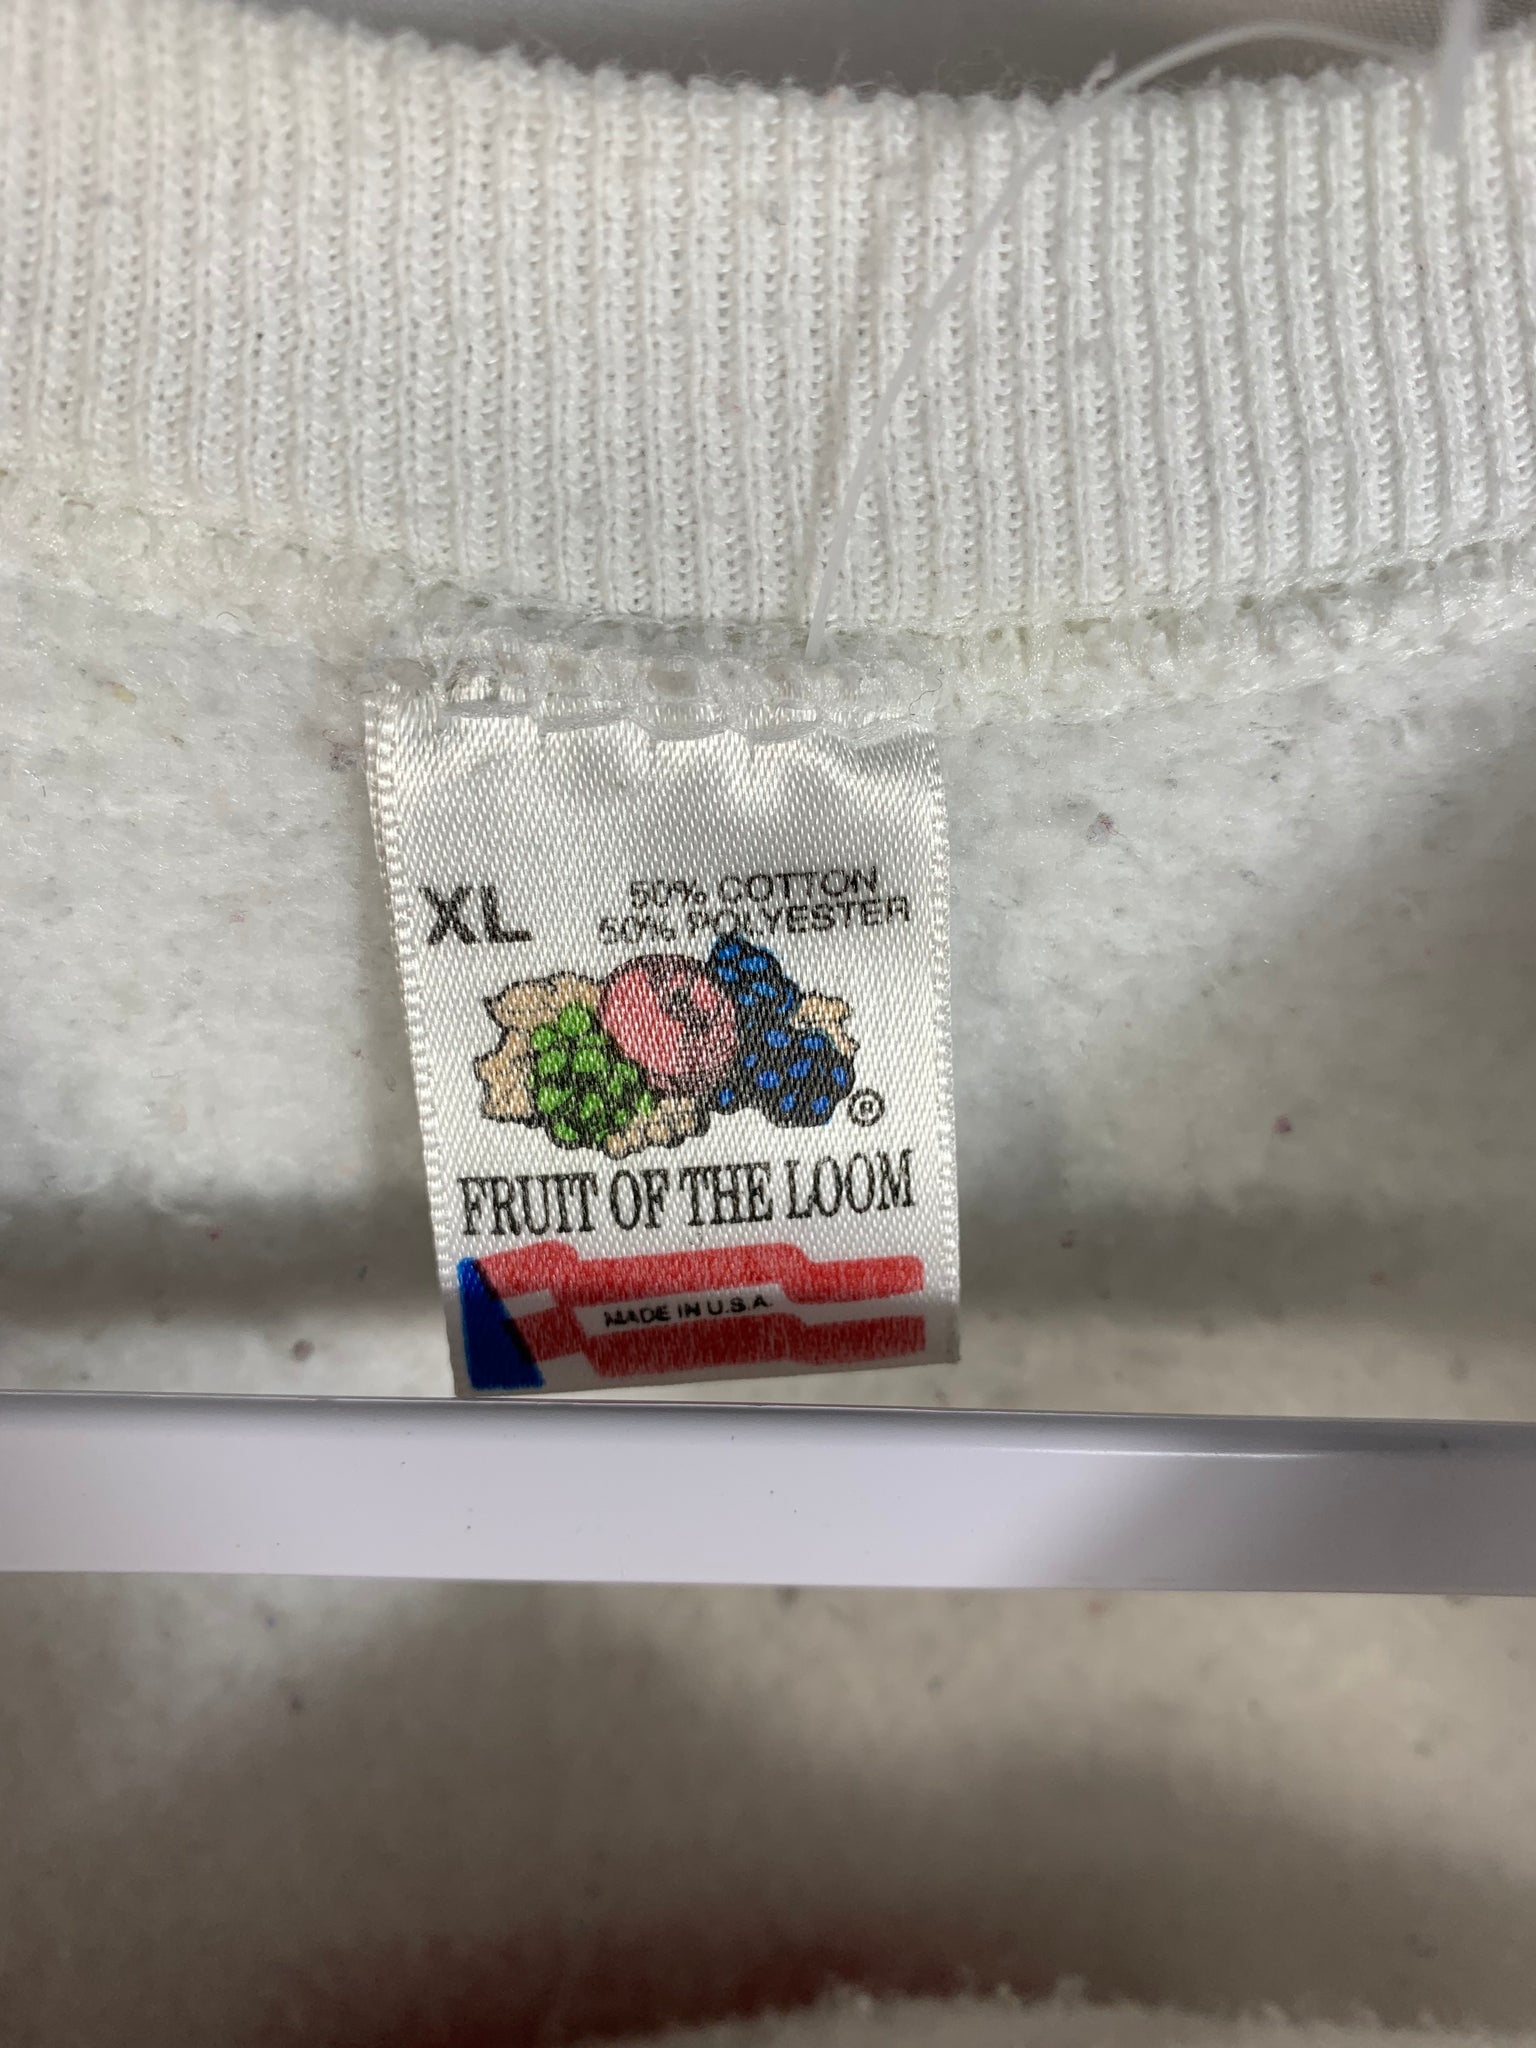 XL
50% COTTON
50% POLYESTER
®
FRUIT OF THE LOOM
MADE IN U.S.A.